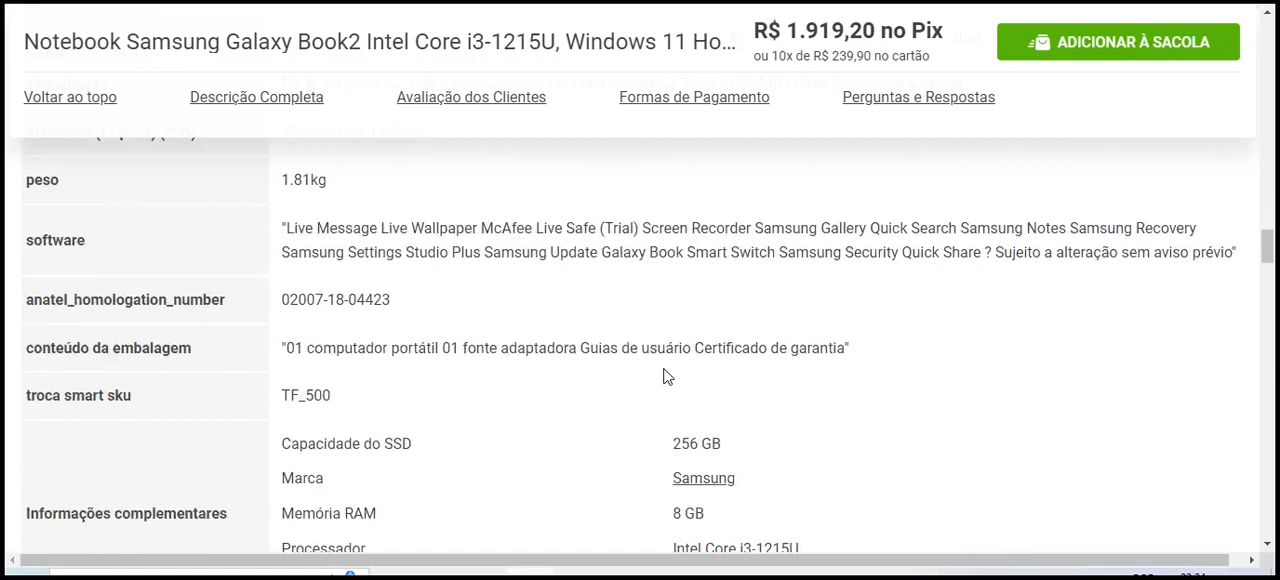 Notebook Samsung Galaxy Book2 Intel Core i3-1215U, Windows 11 Ho...
R$ 1.919,20 no Pix
ou 10x de R$ 239,90 no cartão
ADICIONAR À SACOLA
Voltar ao topo
Descrição Completa
Avaliação dos Clientes
Formas de Pagamento
Perguntas e Respostas
peso
1.81kg
software
"Live Message Live Wallpaper McAfee Live Safe (Trial) Screen Recorder Samsung Gallery Quick Search Samsung Notes Samsung Recovery
Samsung Settings Studio Plus Samsung Update Galaxy Book Smart Switch Samsung Security Quick Share ? Sujeito a alteração sem aviso prévio"
anatel_homologation_number
02007-18-04423
conteúdo da embalagem
"01 computador portátil 01 fonte adaptadora Guias de usuário Certificado de garantia"
troca smart sku
TF_500
Informações complementares
Capacidade do SSD
256 GB
Marca
Samsung
Memória RAM
8 GB
Processador
Intel Core i3-1215U